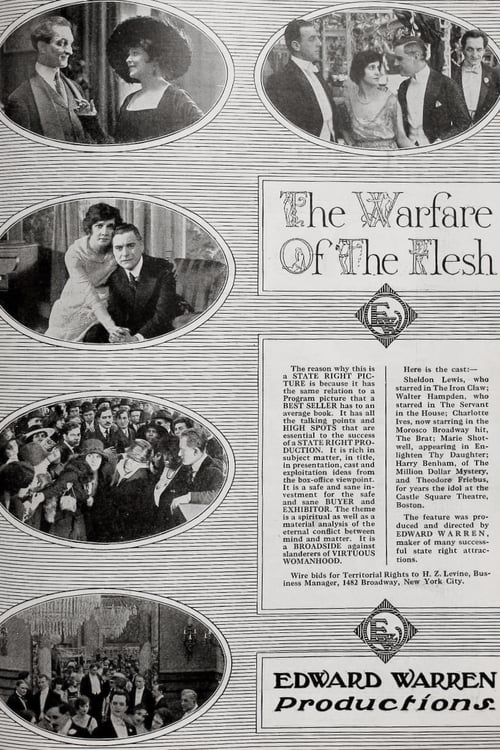 The Warfare
Of The Flesh
EW
The reason why this is
a STATE RIGHT PIC-
TURE is because it has
the same relation to a
Program picture that a
BEST SELLER has to an
average book. It has all
the talking points and
HIGH SPOTS that are
essential to the success
of a STATE RIGHT PRO-
DUCTION. It is rich in
subject matter, in title,
in presentation, cast and
exploitation ideas from
the box-office viewpoint.
It is a safe and sane in-
vestment for the safe
and sane BUYER and
EXHIBITOR. The theme
is a spiritual as well as a
material analysis of the
eternal conflict between
mind and matter. It is
a BROADSIDE against
slanderers of VIRTUOUS
WOMANHOOD.
Here is the cast:—
Sheldon Lewis, who
starred in The Iron Claw;
Walter Hampden, who
starred in The Servant
in the House; Charlotte
Ives, now starring in the
Morosco Broadway hit,
The Brat; Marie Shot-
well, appearing in En-
lighten Thy Daughter;
Harry Benham, of The
Million Dollar Mystery,
and Theodore Friebus,
for years the idol at the
Castle Square Theatre,
Boston.
The feature was pro-
duced and directed by
EDWARD WARREN,
maker of many success-
ful state right attrac-
tions.
Wire bids for Territorial Rights to H. Z. Levine, Bus-
iness Manager, 1482 Broadway, New York City.
EW
EDWARD WARREN
Productions.